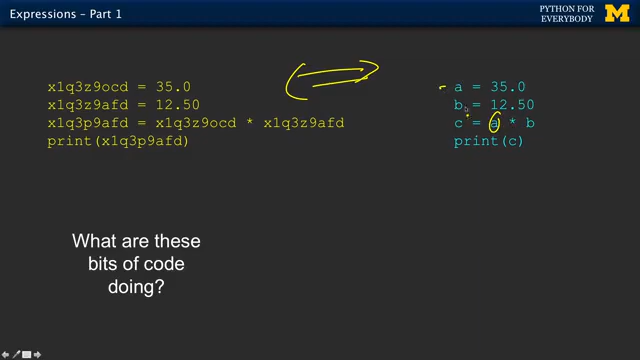 Expressions – Part 1
PYTHON FOR
EVERYBODY
x1q3z9ocd = 35.0
x1q3z9afd = 12.50
x1q3p9afd = x1q3z9ocd * x1q3z9afd
print(x1q3p9afd)
a = 35.0
b = 12.50
c = a * b
print(c)
What are these
bits of code
doing?